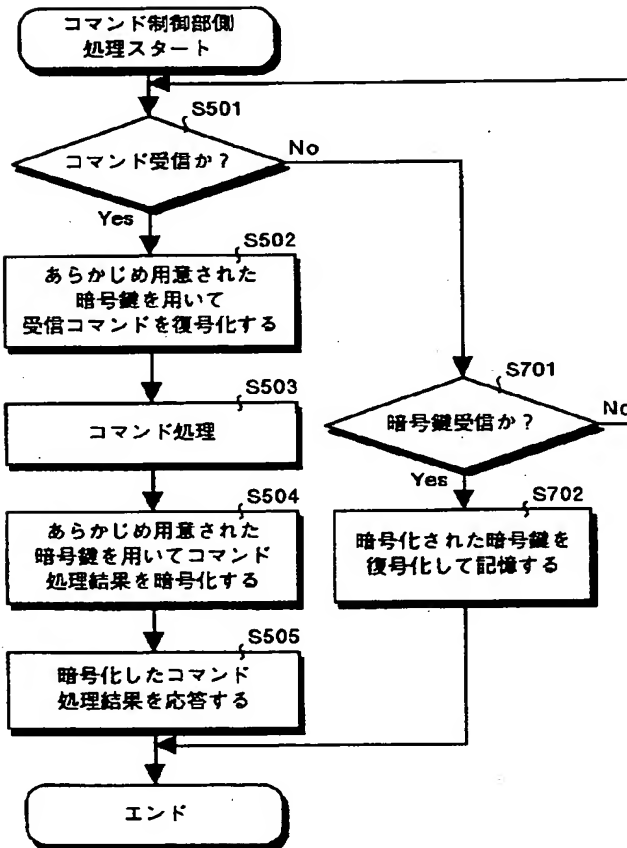 コマンド制御部側
処理スタート
S501
コマンド受信か？
No
Yes
S502
あらかじめ用意された
暗号鍵を用いて
受信コマンドを復号化する
S503
コマンド処理
S504
あらかじめ用意された
暗号鍵を用いてコマンド
処理結果を暗号化する
S505
暗号化したコマンド
処理結果を応答する
エンド
S701
暗号鍵受信か？
No
Yes
S702
暗号化された暗号鍵を
復号化して記憶する